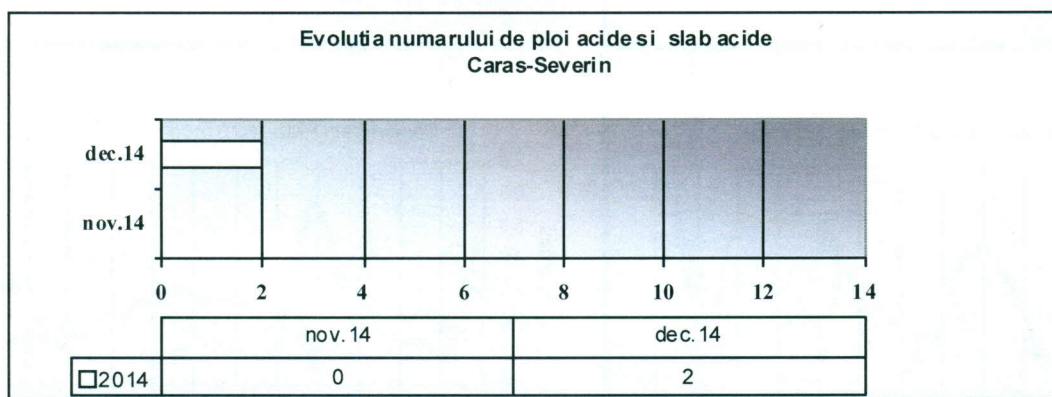 Evolutia numarului de ploi acide si slab acide
Caras-Severin
dec.14
nov.14
0 2 4 6 8 10 12 14
nov.14 dec.14
2014 0 2